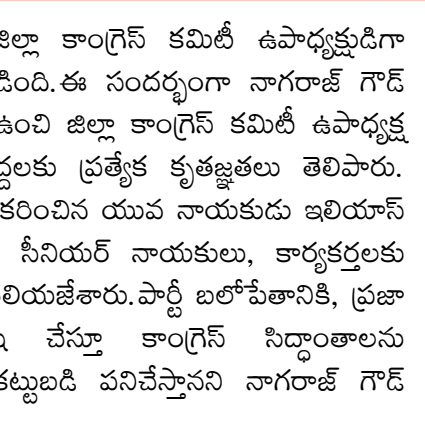 జిల్లా కాంగ్రెస్ కమిటీ ఉపాధ్యక్షుడిగా
డింది.ఈ సందర్భంగా నాగరాజ్ గౌడ్
ఉంచి జిల్లా కాంగ్రెస్ కమిటీ ఉపాధ్యక్ష
ద్దలకు ప్రత్యేక కృతజ్ఞతలు తెలిపారు.
కరించిన యువ నాయకుడు ఇలియాస్
సీనియర్ నాయకులు, కార్యకర్తలకు
లియజేశారు.పార్టీ బలోపేతానికి, ప్రజా
చేస్తూ కాంగ్రెస్ సిద్ధాంతాలను
కట్టుబడి పనిచేస్తానని నాగరాజ్ గౌడ్